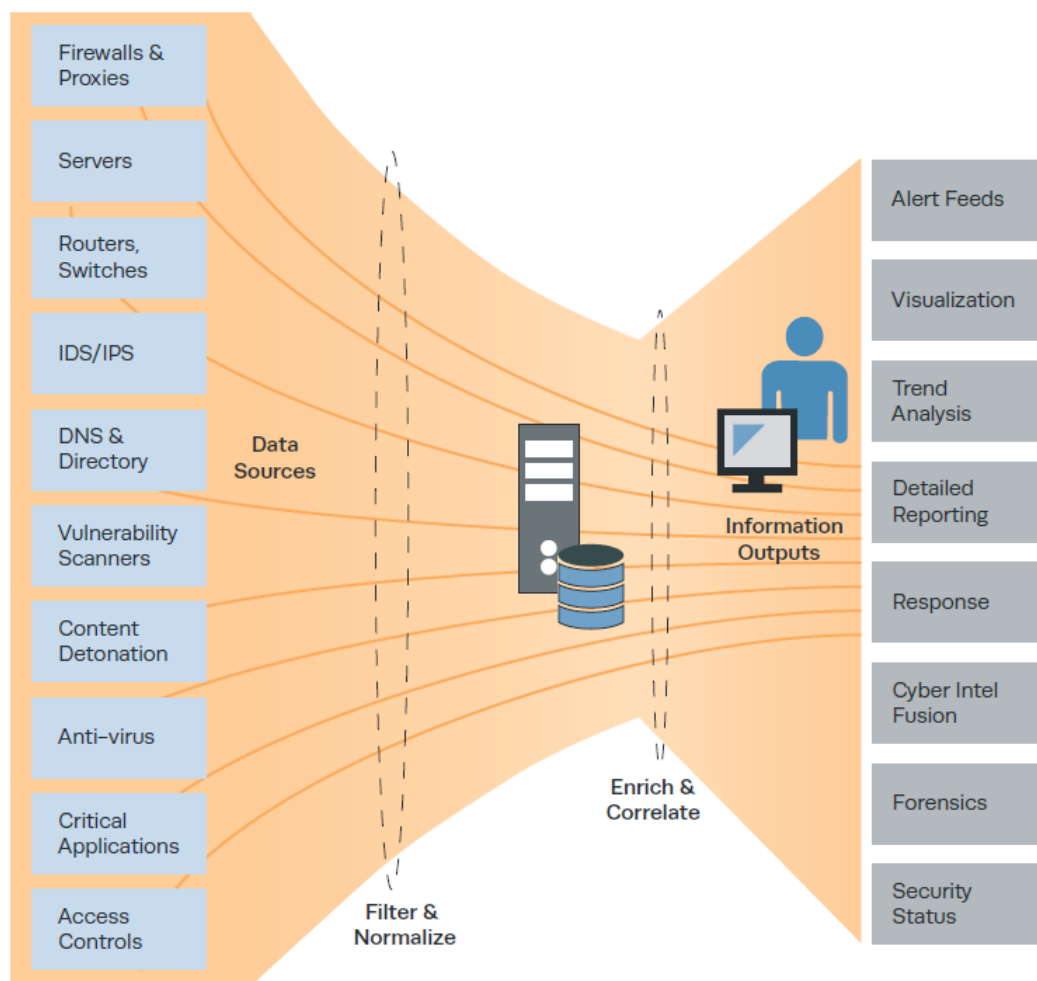 Firewalls &
Proxies
Servers
Routers,
Switches
IDS/IPS
DNS &
Directory
Vulnerability
Scanners
Content
Detonation
Anti-virus
Critical
Applications
Access
Controls
Data
Sources
Filter &
Normalize
Enrich &
Correlate
Information
Outputs
Alert Feeds
Visualization
Trend
Analysis
Detailed
Reporting
Response
Cyber Intel
Fusion
Forensics
Security
Status